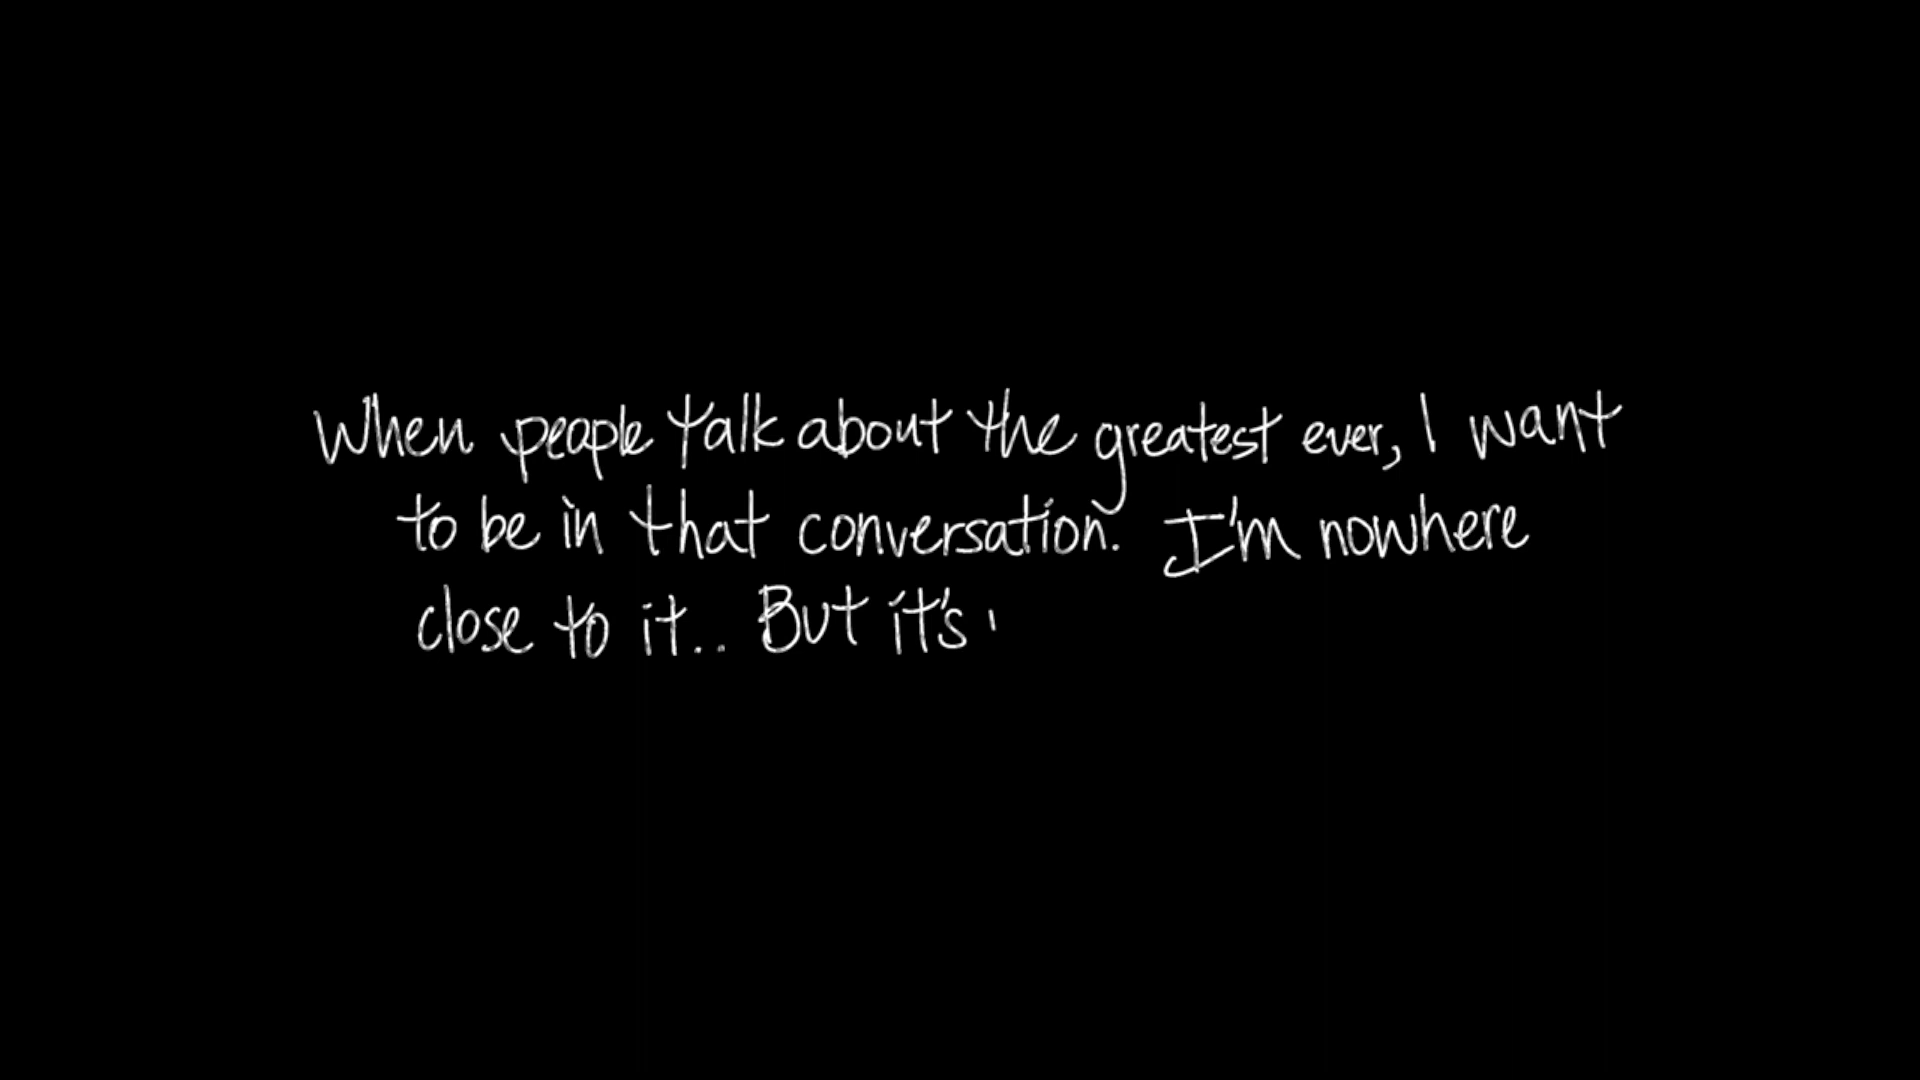 When people talk about the greatest ever, I want
to be in that conversation. I'm nowhere
close to it.. But it's